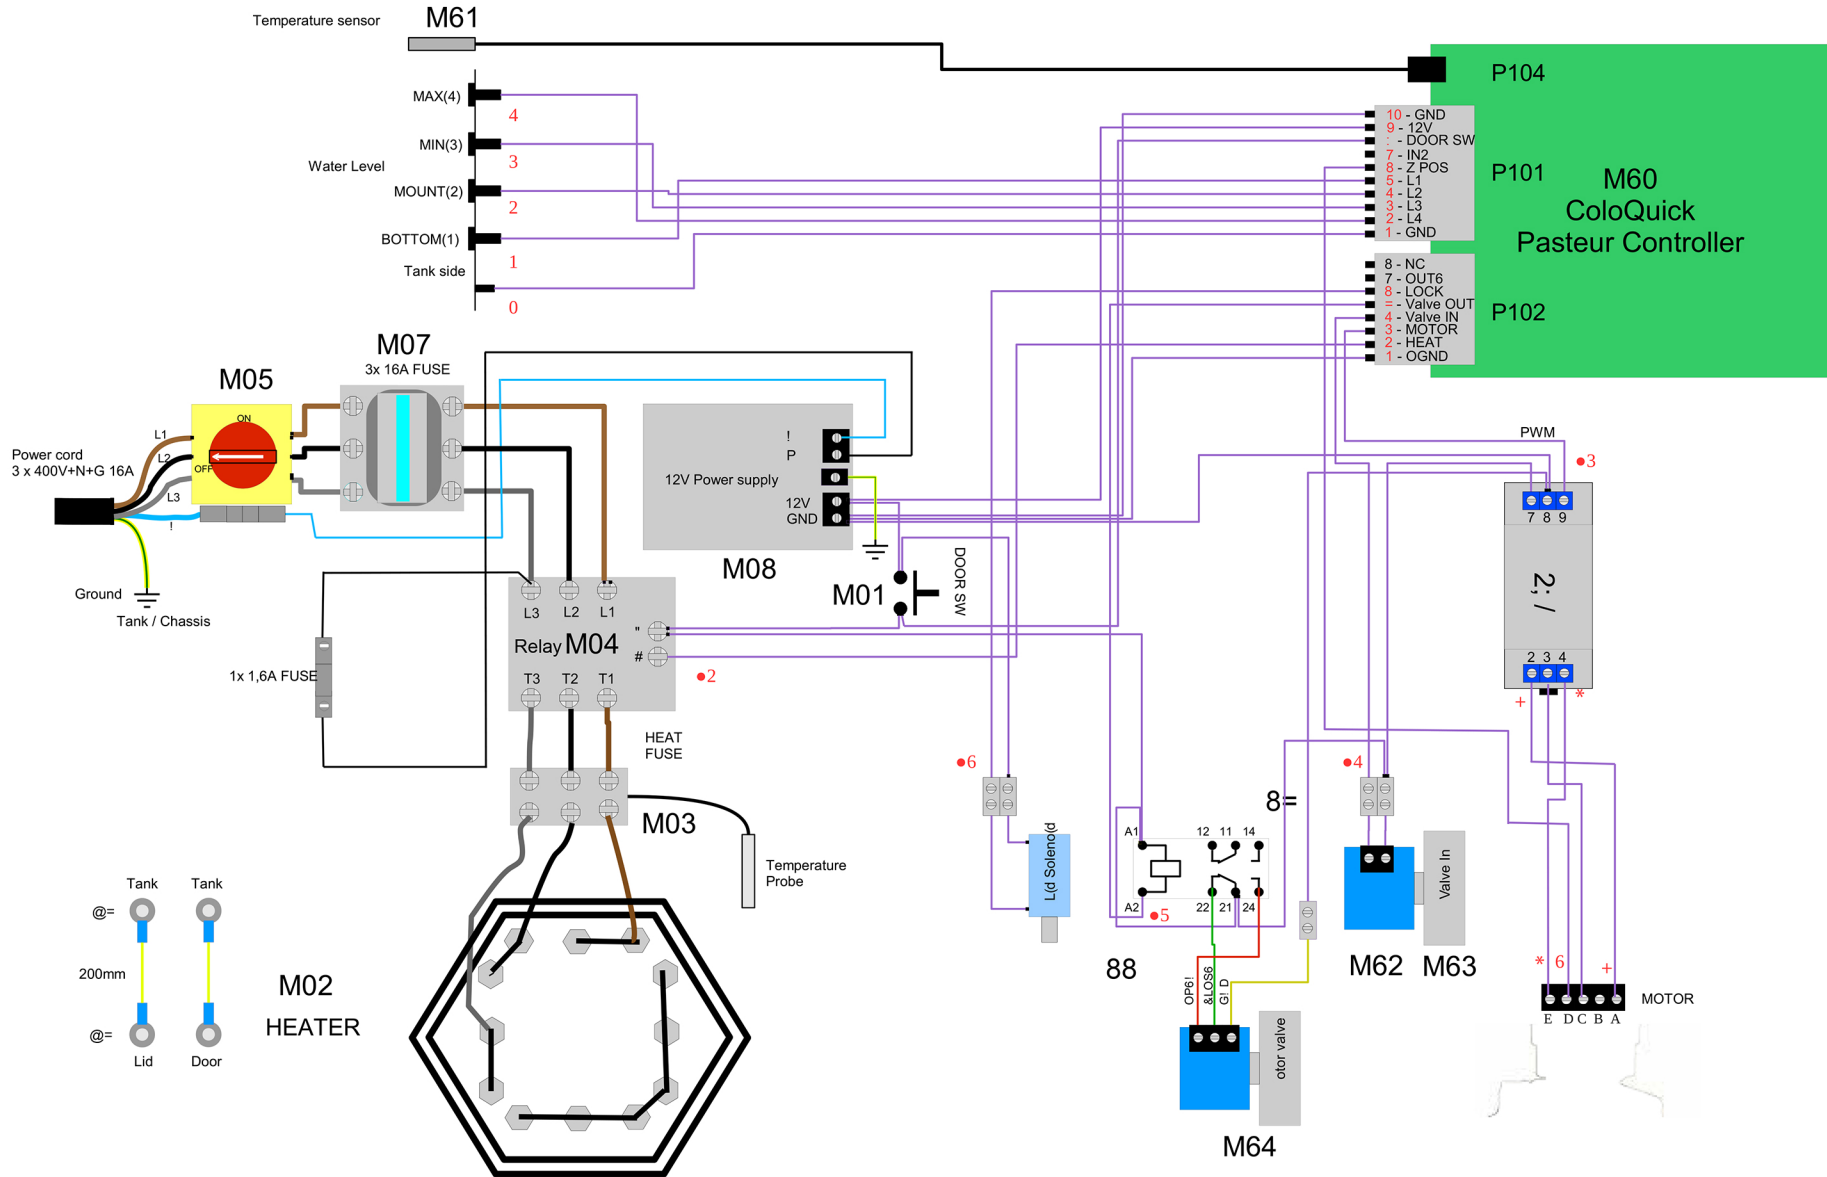 Temperature sensor
M61
MAX(4)
4
MIN(3)
3
Water Level
MOUNT(2)
2
BOTTOM(1)
1
Tank side
0
P104
10 - GND
9 - 12V
: - DOOR SW
7 - IN2
8 - Z POS
5 - L1
4 - L2
3 - L3
2 - L4
1 - GND
P101
M60
ColoQuick
Pasteur Controller
8 - NC
7 - OUT6
8 - LOCK
= - Valve OUT
4 - Valve IN
3 - MOTOR
2 - HEAT
1 - OGND
P102
M07
3x 16A FUSE
M05
ON
OFF
L1
L2
L3
!
Power cord
3 x 400V+N+G 16A
Ground
Tank / Chassis
!
P
12V Power supply
12V
GND
M08
M01
DOOR SW
L3
L2
L1
Relay M04
"
#
T3
T2
T1
•2
1x 1,6A FUSE
HEAT
FUSE
M03
Temperature
Probe
PWM
•3
7
8
9
2; /
2
3
4
+
*
•6
L(d Soleno(d
•4
8=
A1
A2
12
11
14
22
21
24
•5
88
OP6!
&LOS6
G! D
otor valve
M64
Valve In
M62
M63
*
6
+
MOTOR
E
D
C
B
A
Tank
Tank
@=
200mm
@=
Lid
Door
M02
HEATER